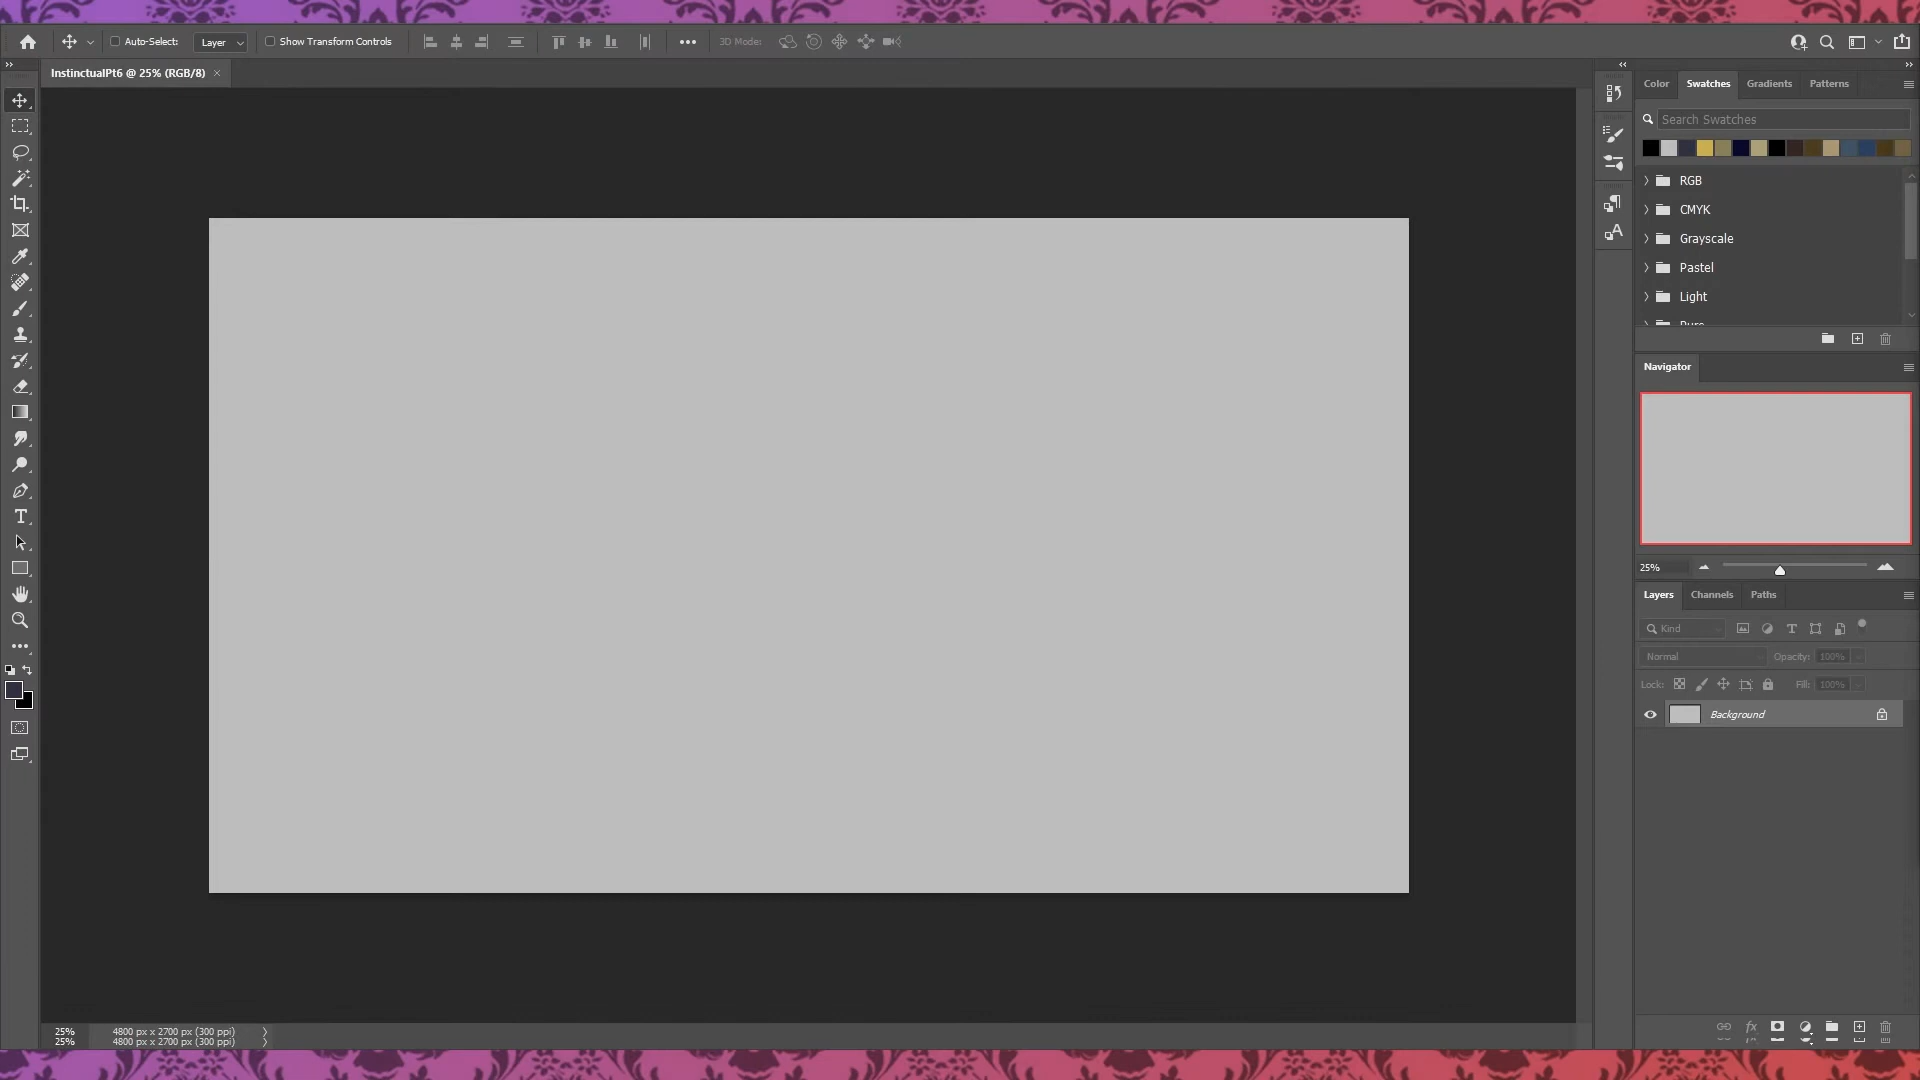 Auto-Select:
Layer
Show Transform Controls
3D Mode:
InstinctualPt6 @ 25% (RGB/8)
Color
Swatches
Gradients
Patterns
Search Swatches
RGB
CMYK
Grayscale
Pastel
Light
Pure
Navigator
25%
Layers
Channels
Paths
Kind
Normal
Opacity:
100%
Lock:
Fill:
100%
Background
fx
25%
4800 px x 2700 px (300 ppi)
25%
4800 px x 2700 px (300 ppi)